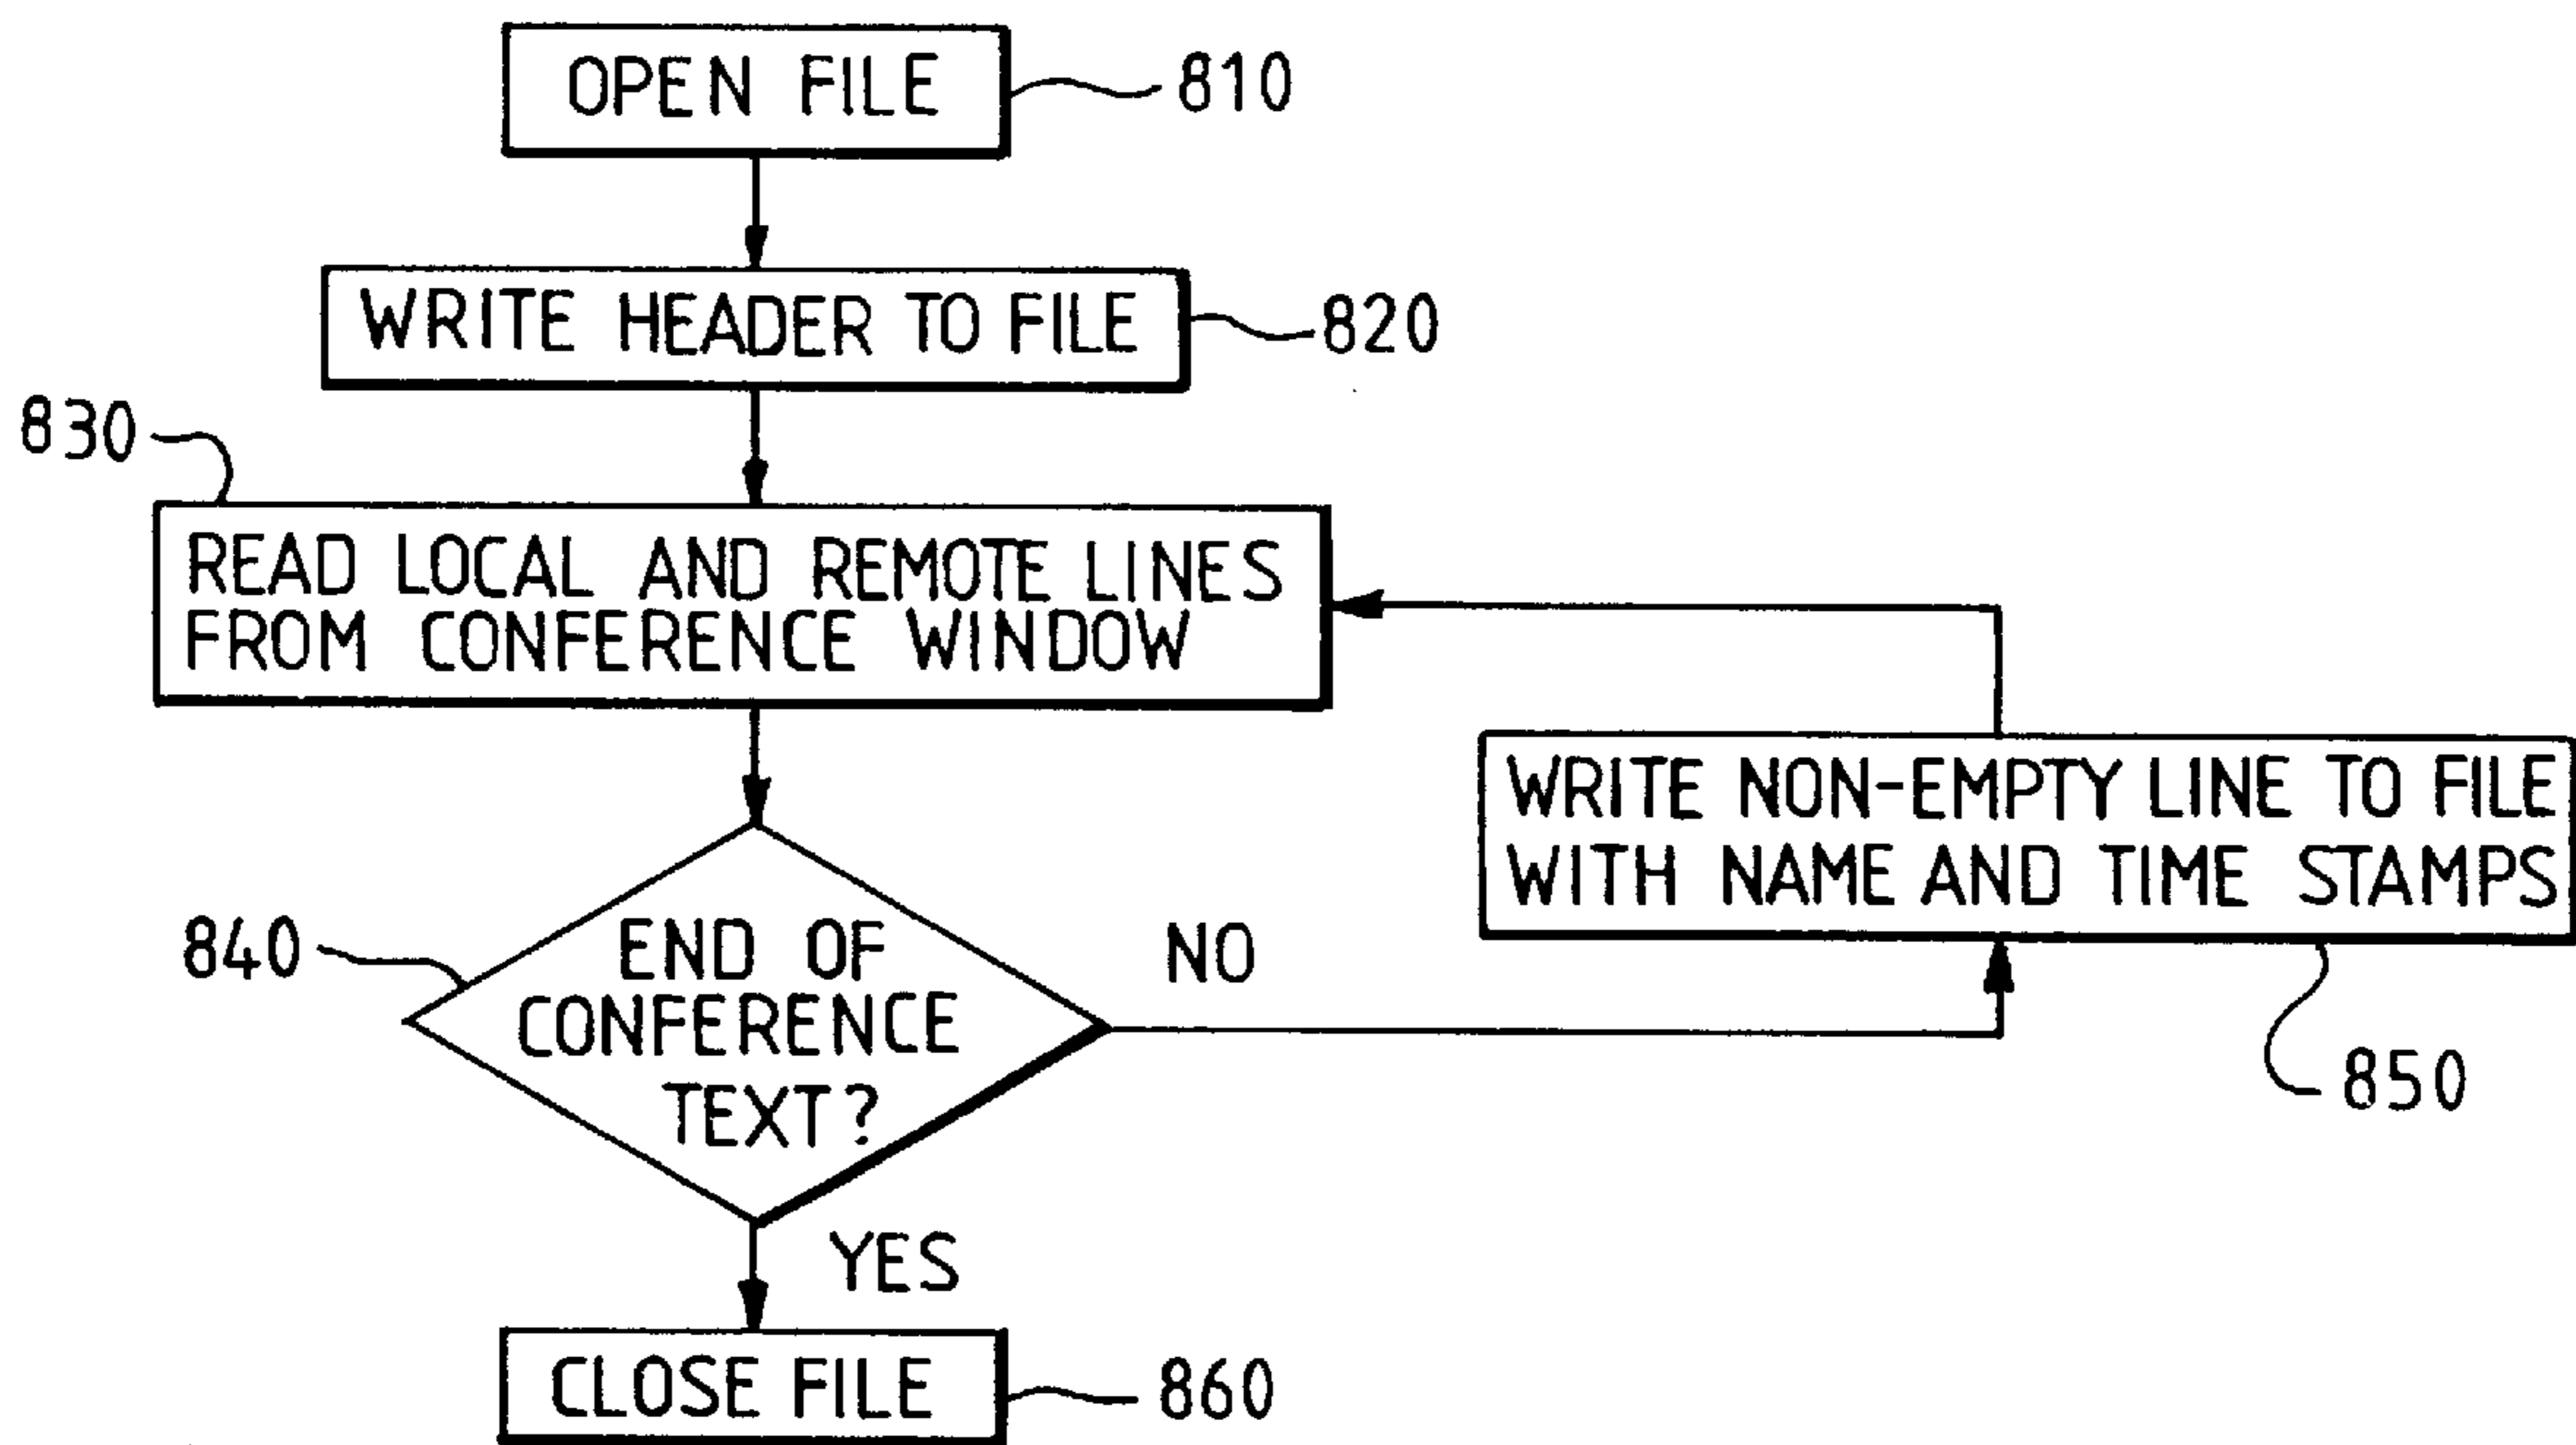 OPEN FILE
810
WRITE HEADER TO FILE
820
830
READ LOCAL AND REMOTE LINES
FROM CONFERENCE WINDOW
WRITE NON-EMPTY LINE TO FILE
WITH NAME AND TIME STAMPS
850
840
END OF
CONFERENCE
TEXT?
NO
YES
CLOSE FILE
860